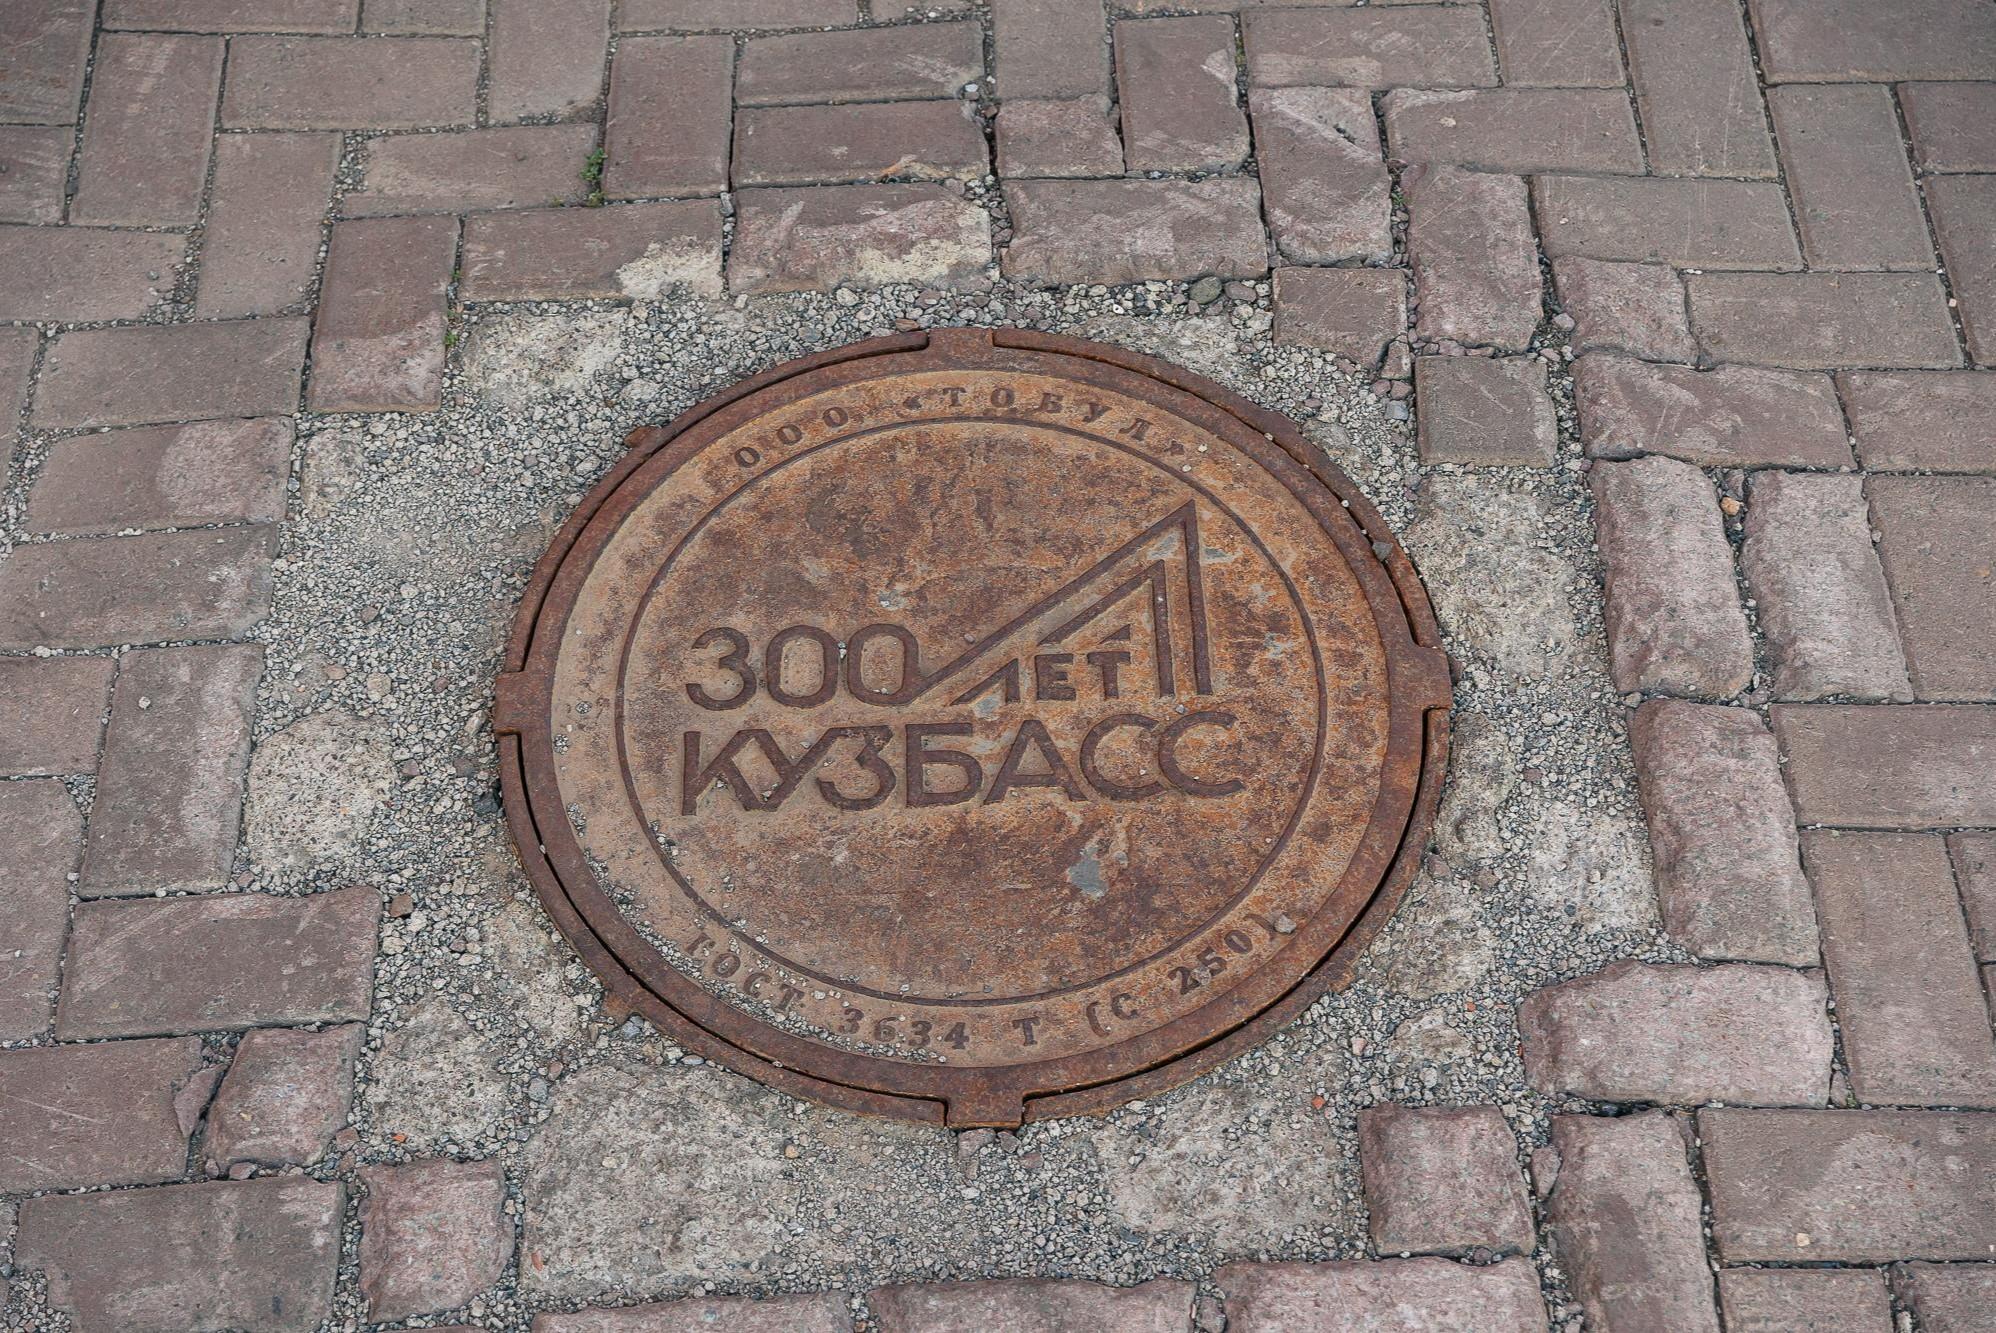 ООО «ТОБУЛ»
300 ЛЕТ
КУЗБАСС
ГОСТ 3634 Т (С 250)